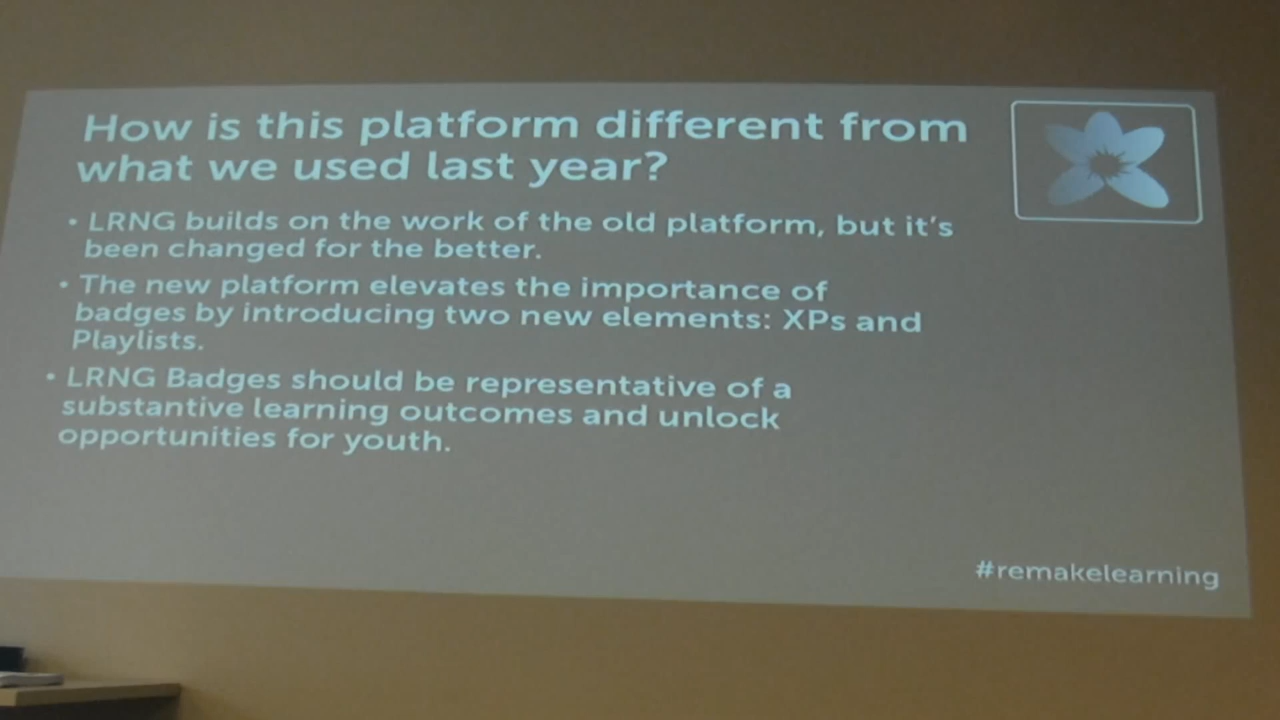 How is this platform different from
what we used last year?
• LRNG builds on the work of the old platform, but it's
been changed for the better.
• The new platform elevates the importance of
badges by introducing two new elements: XPs and
Playlists.
• LRNG Badges should be representative of a
substantive learning outcomes and unlock
opportunities for youth.
#remakelearning